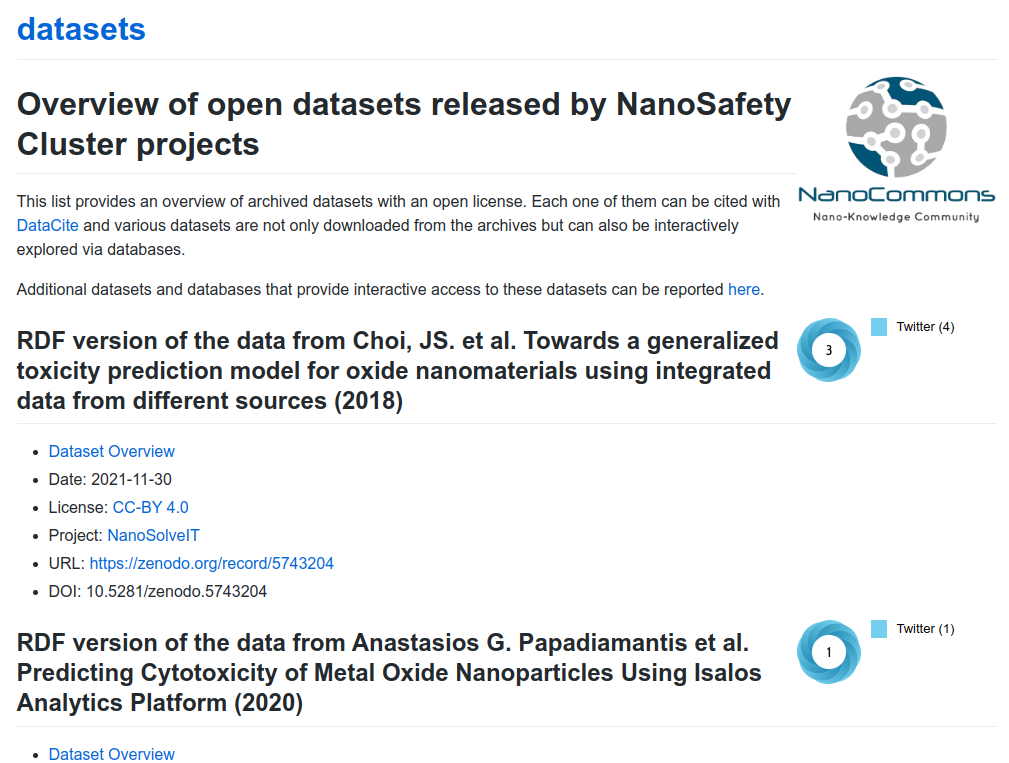 datasets
Overview of open datasets released by NanoSafety
Cluster projects
NanoCommons
Nano-Knowledge Community
This list provides an overview of archived datasets with an open license. Each one of them can be cited with
DataCite and various datasets are not only downloaded from the archives but can also be interactively
explored via databases.
Additional datasets and databases that provide interactive access to these datasets can be reported here.
RDF version of the data from Choi, JS. et al. Towards a generalized
toxicity prediction model for oxide nanomaterials using integrated
data from different sources (2018)
3
Twitter (4)
• Dataset Overview
• Date: 2021-11-30
• License: CC-BY 4.0
• Project: NanoSolveIT
• URL: https://zenodo.org/record/5743204
• DOI: 10.5281/zenodo.5743204
RDF version of the data from Anastasios G. Papadiamantis et al.
Predicting Cytotoxicity of Metal Oxide Nanoparticles Using Isalos
Analytics Platform (2020)
1
Twitter (1)
• Dataset Overview